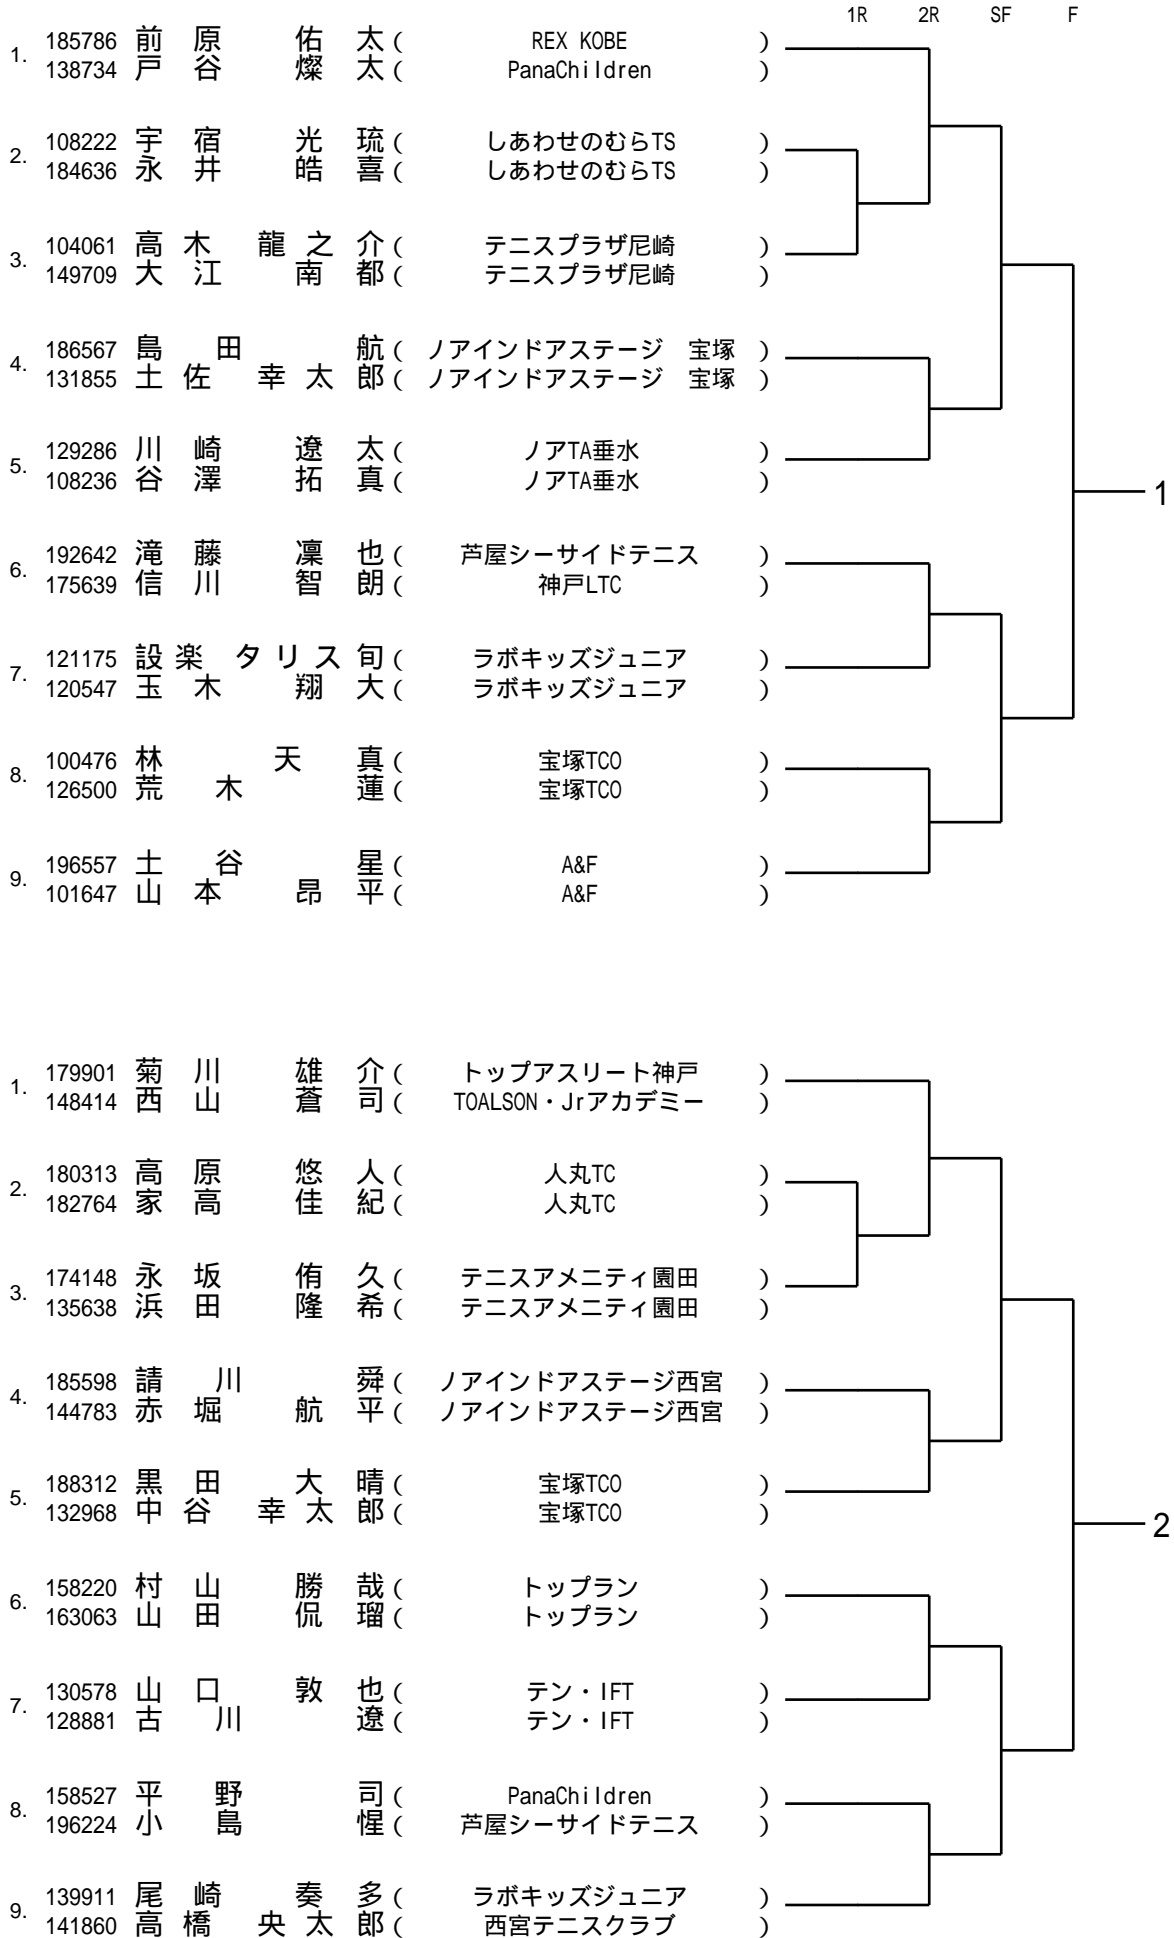 1R 2R SF F
1. 185786 前原 佑太 ( REX KOBE )
138734 戸谷 燦太 ( PanaChildren )
2. 108222 宇宿 光琉 ( しあわせのむらTS )
184636 永井 皓喜 ( しあわせのむらTS )
3. 104061 高木 龍之介 ( テニスプラザ尼崎 )
149709 大江 南都 ( テニスプラザ尼崎 )
4. 186567 島田 航 ( ノアインドアステージ 宝塚 )
131855 土佐 幸太郎 ( ノアインドアステージ 宝塚 )
5. 129286 川崎 遼太 ( ノアTA垂水 )
108236 谷澤 拓真 ( ノアTA垂水 )
1
6. 192642 滝藤 凜也 ( 芦屋シーサイドテニス )
175639 信川 智朗 ( 神戸LTC )
7. 121175 設楽 タリス旬 ( ラボキッズジュニア )
120547 玉木 翔大 ( ラボキッズジュニア )
8. 100476 林 天真 ( 宝塚TCO )
126500 荒木 蓮 ( 宝塚TCO )
9. 196557 土谷 星 ( A&F )
101647 山本 昂平 ( A&F )
1. 179901 菊川 雄介 ( トップアスリート神戸 )
148414 西山 蒼司 ( TOALSON・Jrアカデミー )
2. 180313 高原 悠人 ( 人丸TC )
182764 家高 佳紀 ( 人丸TC )
3. 174148 永坂 侑久 ( テニスアメニティ園田 )
135638 浜田 隆希 ( テニスアメニティ園田 )
4. 185598 請川 舜 ( ノアインドアステージ西宮 )
144783 赤堀 航平 ( ノアインドアステージ西宮 )
5. 188312 黒田 大晴 ( 宝塚TCO )
132968 中谷 幸太郎 ( 宝塚TCO )
2
6. 158220 村山 勝哉 ( トップラン )
163063 山田 侃瑠 ( トップラン )
7. 130578 山口 敦也 ( テン・IFT )
128881 古川 遼 ( テン・IFT )
8. 158527 平野 司 ( PanaChildren )
196224 小島 惺 ( 芦屋シーサイドテニス )
9. 139911 尾崎 奏多 ( ラボキッズジュニア )
141860 高橋 央太郎 ( 西宮テニスクラブ )